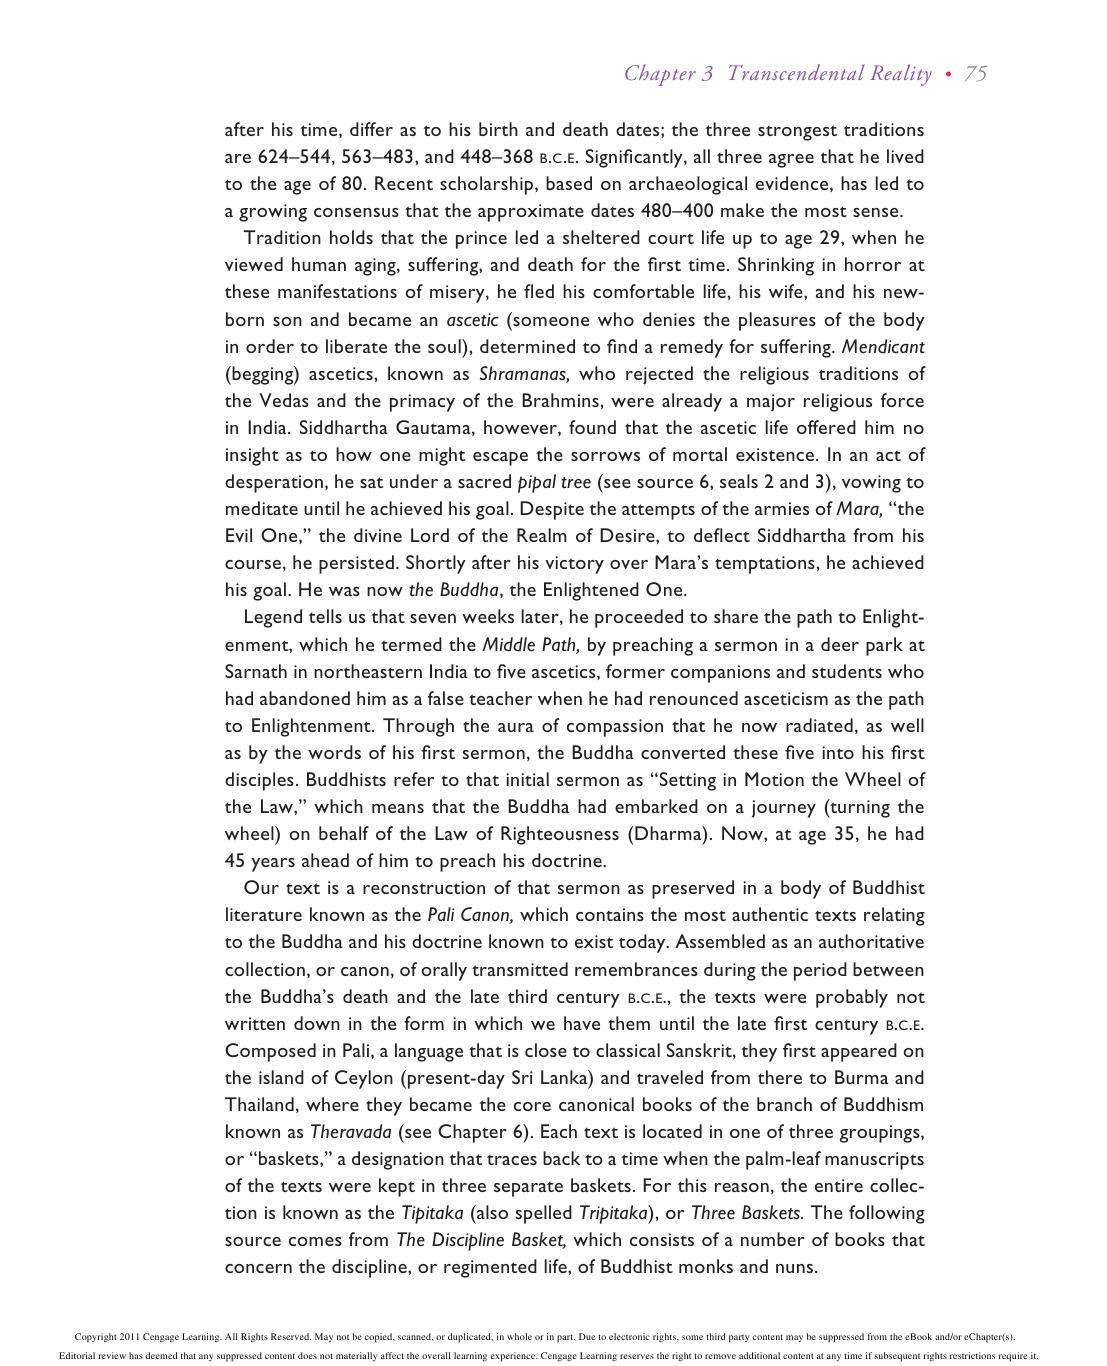 Chapter 3 Transcendental Reality • 75
after his time, differ as to his birth and death dates; the three strongest traditions
are 624–544, 563–483, and 448–368 B.C.E. Significantly, all three agree that he lived
to the age of 80. Recent scholarship, based on archaeological evidence, has led to
a growing consensus that the approximate dates 480–400 make the most sense.
Tradition holds that the prince led a sheltered court life up to age 29, when he
viewed human aging, suffering, and death for the first time. Shrinking in horror at
these manifestations of misery, he fled his comfortable life, his wife, and his new-
born son and became an ascetic (someone who denies the pleasures of the body
in order to liberate the soul), determined to find a remedy for suffering. Mendicant
(begging) ascetics, known as Shramanas, who rejected the religious traditions of
the Vedas and the primacy of the Brahmins, were already a major religious force
in India. Siddhartha Gautama, however, found that the ascetic life offered him no
insight as to how one might escape the sorrows of mortal existence. In an act of
desperation, he sat under a sacred pipal tree (see source 6, seals 2 and 3), vowing to
meditate until he achieved his goal. Despite the attempts of the armies of Mara, “the
Evil One,” the divine Lord of the Realm of Desire, to deflect Siddhartha from his
course, he persisted. Shortly after his victory over Mara’s temptations, he achieved
his goal. He was now the Buddha, the Enlightened One.
Legend tells us that seven weeks later, he proceeded to share the path to Enlight-
enment, which he termed the Middle Path, by preaching a sermon in a deer park at
Sarnath in northeastern India to five ascetics, former companions and students who
had abandoned him as a false teacher when he had renounced asceticism as the path
to Enlightenment. Through the aura of compassion that he now radiated, as well
as by the words of his first sermon, the Buddha converted these five into his first
disciples. Buddhists refer to that initial sermon as “Setting in Motion the Wheel of
the Law,” which means that the Buddha had embarked on a journey (turning the
wheel) on behalf of the Law of Righteousness (Dharma). Now, at age 35, he had
45 years ahead of him to preach his doctrine.
Our text is a reconstruction of that sermon as preserved in a body of Buddhist
literature known as the Pali Canon, which contains the most authentic texts relating
to the Buddha and his doctrine known to exist today. Assembled as an authoritative
collection, or canon, of orally transmitted remembrances during the period between
the Buddha’s death and the late third century B.C.E., the texts were probably not
written down in the form in which we have them until the late first century B.C.E.
Composed in Pali, a language that is close to classical Sanskrit, they first appeared on
the island of Ceylon (present-day Sri Lanka) and traveled from there to Burma and
Thailand, where they became the core canonical books of the branch of Buddhism
known as Theravada (see Chapter 6). Each text is located in one of three groupings,
or “baskets,” a designation that traces back to a time when the palm-leaf manuscripts
of the texts were kept in three separate baskets. For this reason, the entire collec-
tion is known as the Tipitaka (also spelled Tripitaka), or Three Baskets. The following
source comes from The Discipline Basket, which consists of a number of books that
concern the discipline, or regimented life, of Buddhist monks and nuns.
Copyright 2011 Cengage Learning. All Rights Reserved. May not be copied, scanned, or duplicated, in whole or in part. Due to electronic rights, some third party content may be suppressed from the eBook and/or eChapter(s).
Editorial review has deemed that any suppressed content does not materially affect the overall learning experience. Cengage Learning reserves the right to remove additional content at any time if subsequent rights restrictions require it.